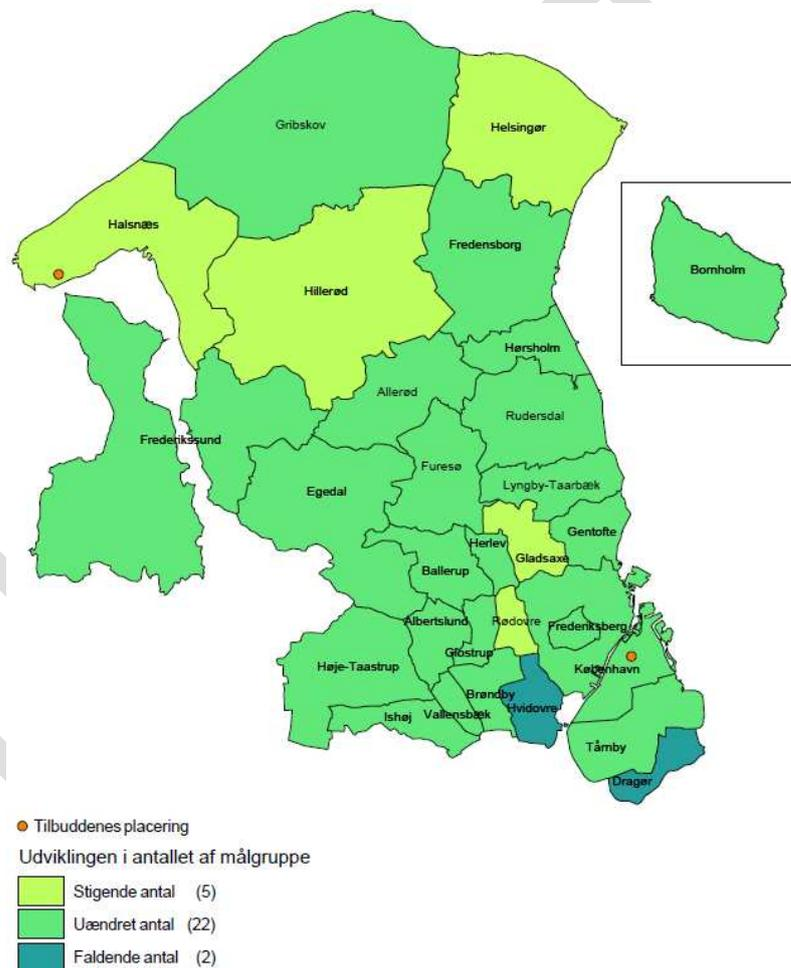 Gribskov
Helsingør
Halsnæs
Fredensborg
Bornholm
Hillerød
Hørsholm
Allerød
Rudersdal
Frederikssund
Furesø
Lyngby-Taarbæk
Egedal
Gentofte
Herlev
Gladsaxe
Ballerup
Albertslund
Rødovre
Frederiksberg
Glostrup
Høje-Taastrup
København
Brøndby
Hvidovre
Ishøj
Vallensbæk
Tårnby
Dragør
Tilbuddenes placering
Udviklingen i antallet af målgruppe
Stigende antal (5)
Uændret antal (22)
Faldende antal (2)